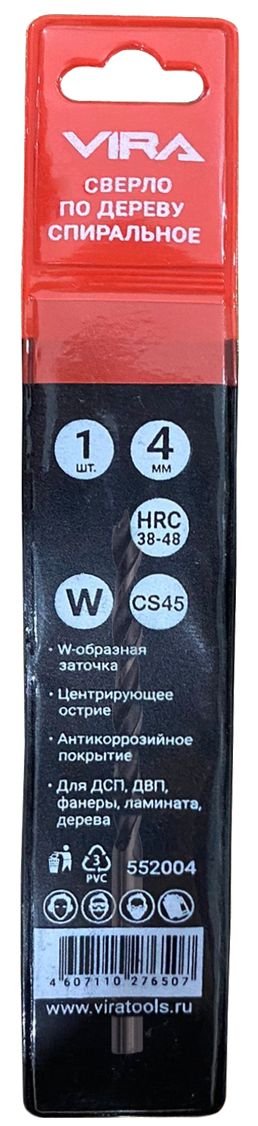 VIRA
СВЕРЛО
ПО ДЕРЕВУ
СПИРАЛЬНОЕ
1
шт.
4
мм
HRC
38-48
W
CS45
· W-образная
заточка
· Центрирующее
острие
· Антикоррозийное
покрытие
· Для ДСП, ДВП,
фанеры, ламината,
дерева
3
PVC
552004
4 607110 276507
www.viratools.ru